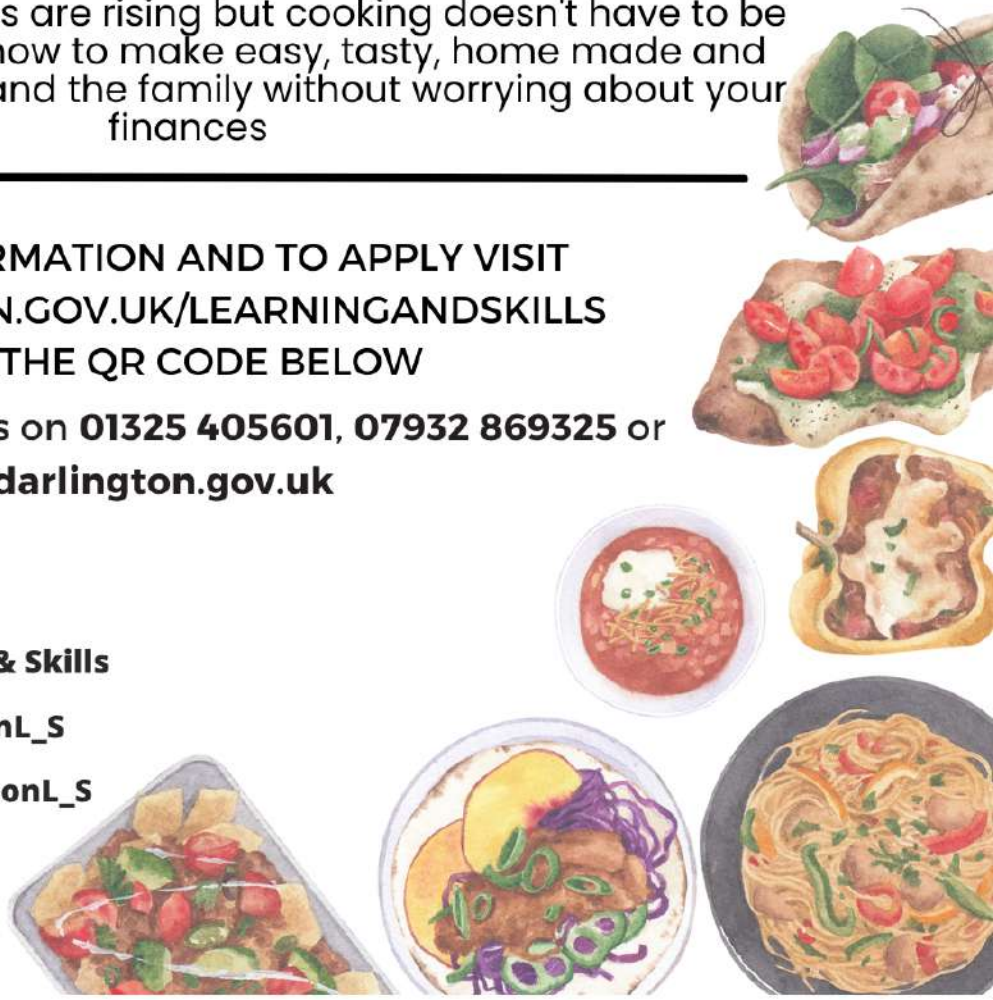 s are rising but cooking doesn't have to be
how to make easy, tasty, home made and
and the family without worrying about your
finances
RMATION AND TO APPLY VISIT
N.GOV.UK/LEARNINGANDSKILLS
THE QR CODE BELOW
s on 01325 405601, 07932 869325 or
darlington.gov.uk
& Skills
nL_S
onL_S